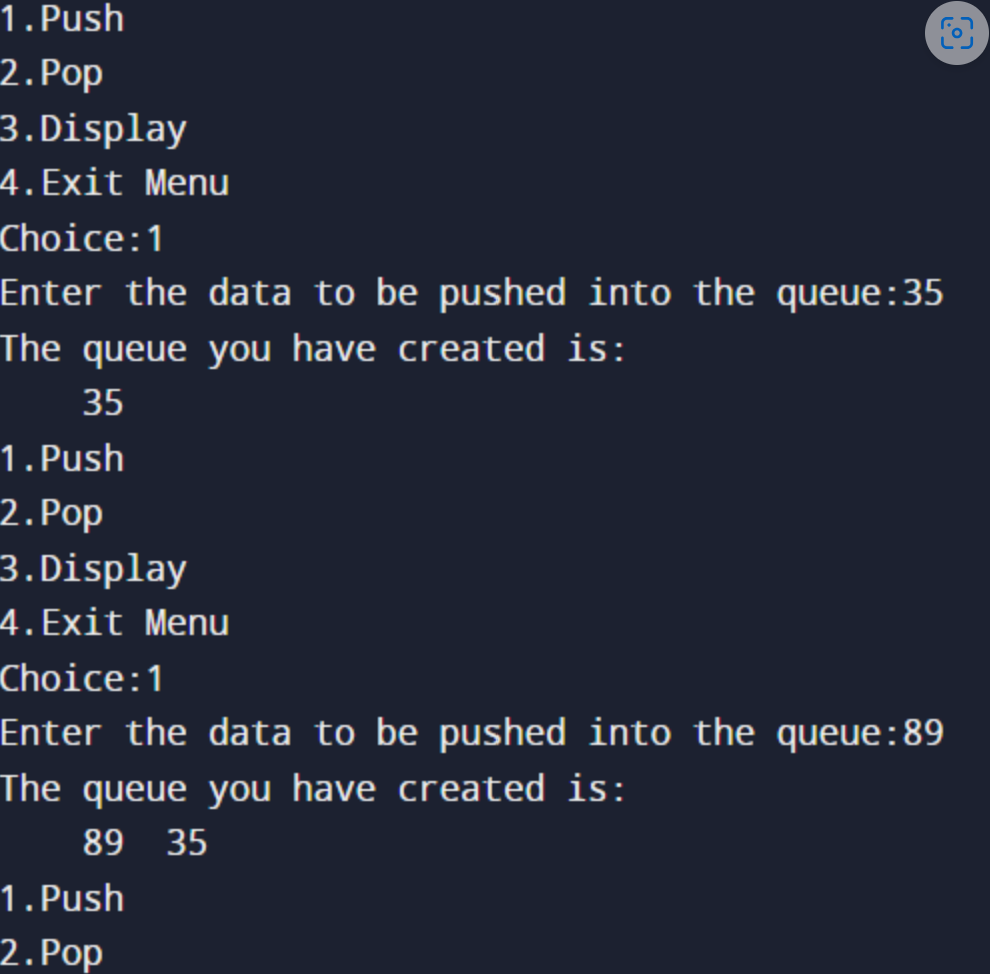 1.Push
2.Pop
3.Display
4.Exit Menu
Choice:1
Enter the data to be pushed into the queue:35
The queue you have created is:
    35
1.Push
2.Pop
3.Display
4.Exit Menu
Choice:1
Enter the data to be pushed into the queue:89
The queue you have created is:
    89  35
1.Push
2.Pop